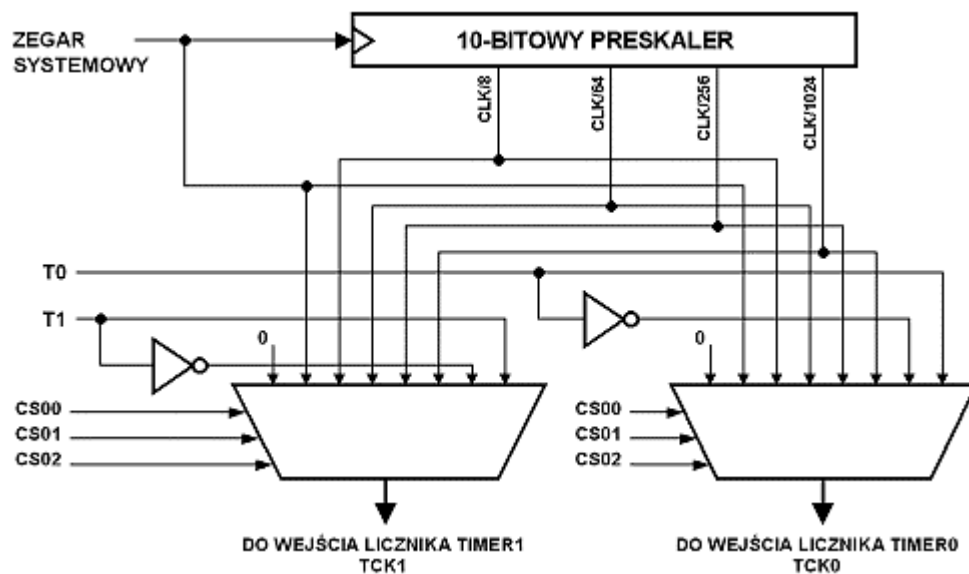 ZEGAR
SYSTEMOWY
10-BITOWY PRESKALER
CLK/8
CLK/64
CLK/256
CLK/1024
T0
T1
0
0
CS00
CS01
CS02
CS00
CS01
CS02
DO WEJŚCIA LICZNIKA TIMER1
TCK1
DO WEJŚCIA LICZNIKA TIMER0
TCK0